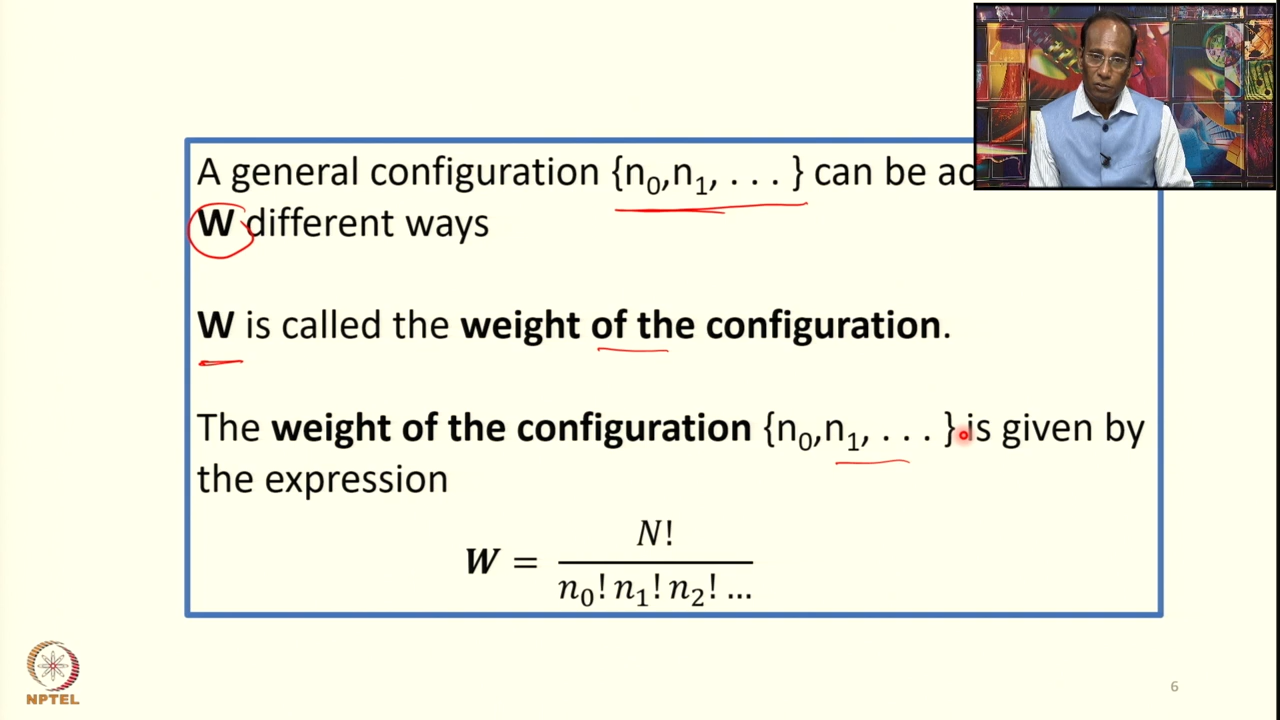 A general configuration {n₀,n₁, . . . } can be
W different ways
W is called the weight of the configuration.
The weight of the configuration {n₀,n₁, . . . } is given by
the expression
W = N! / n₀! n₁! n₂! ...
NPTEL
6